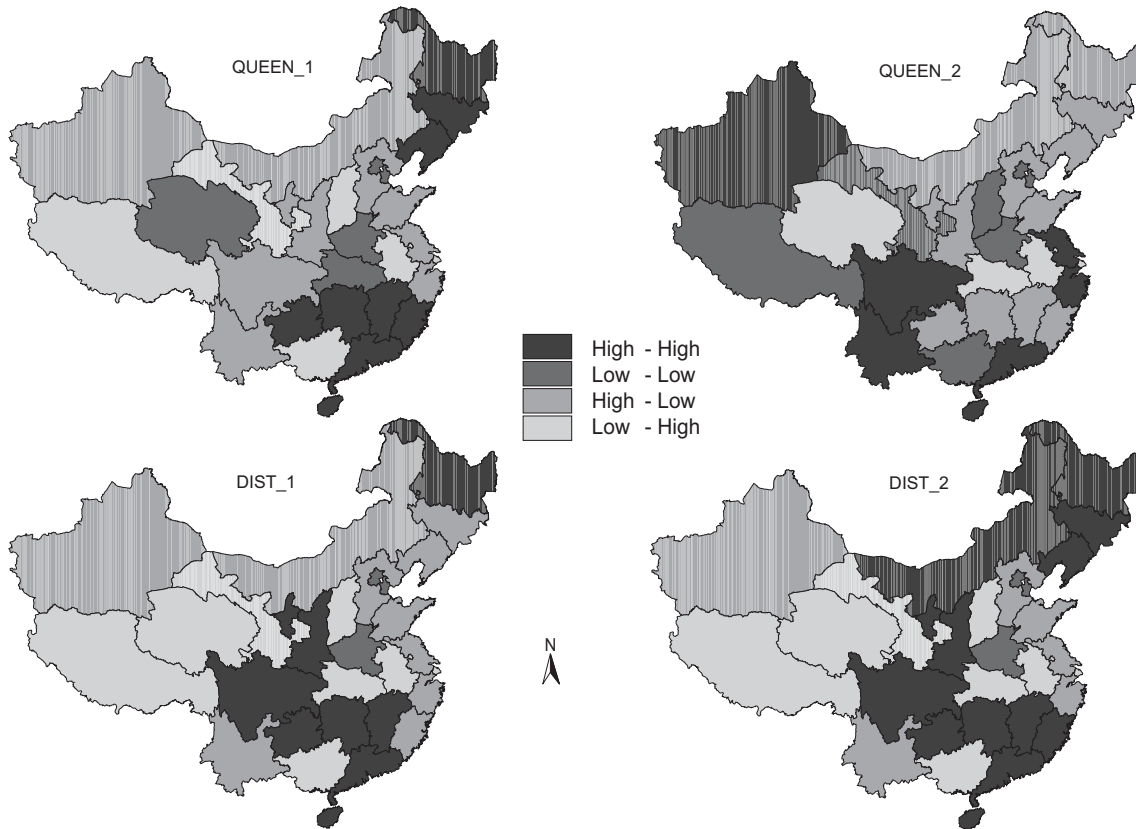 QUEEN_1
QUEEN_2
High - High
Low - Low
High - Low
Low - High
DIST_1
DIST_2
N